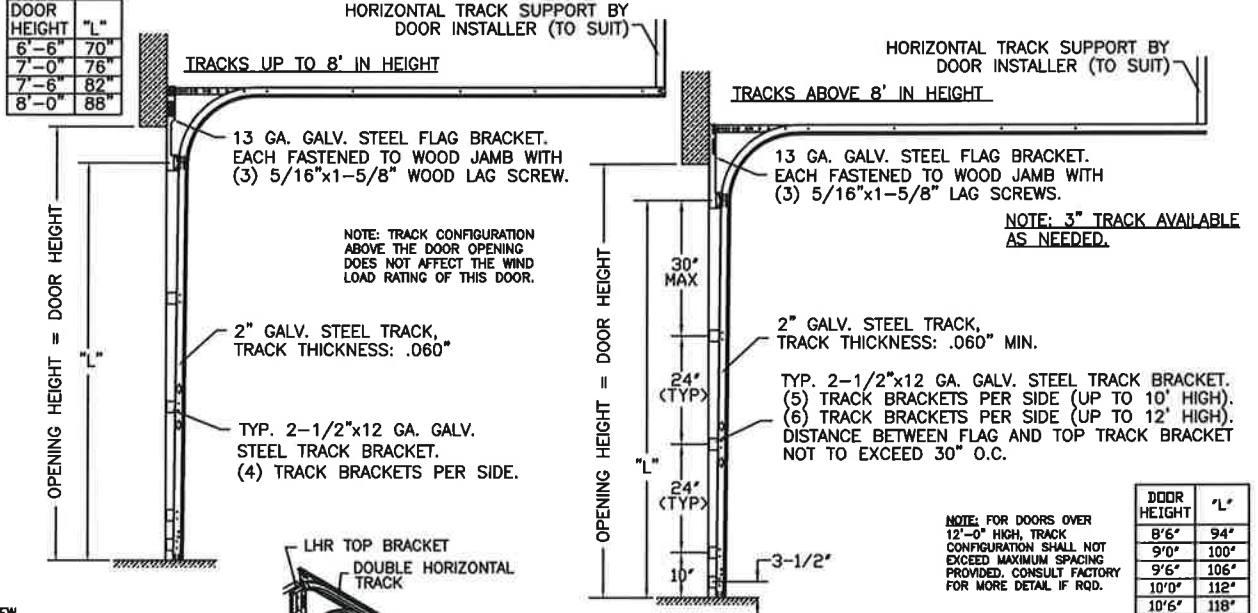 DOOR HEIGHT "L"
6'-6" 70"
7'-0" 76"
7'-6" 82"
8'-0" 88"
HORIZONTAL TRACK SUPPORT BY
DOOR INSTALLER (TO SUIT)
TRACKS UP TO 8' IN HEIGHT
13 GA. GALV. STEEL FLAG BRACKET.
EACH FASTENED TO WOOD JAMB WITH
(3) 5/16"x1-5/8" WOOD LAG SCREW.
NOTE: TRACK CONFIGURATION
ABOVE THE DOOR OPENING
DOES NOT AFFECT THE WIND
LOAD RATING OF THIS DOOR.
OPENING HEIGHT = DOOR HEIGHT
"L"
2" GALV. STEEL TRACK,
TRACK THICKNESS: .060"
TYP. 2-1/2"x12 GA. GALV.
STEEL TRACK BRACKET.
(4) TRACK BRACKETS PER SIDE.
LHR TOP BRACKET
DOUBLE HORIZONTAL
TRACK
HORIZONTAL TRACK SUPPORT BY
DOOR INSTALLER (TO SUIT)
TRACKS ABOVE 8' IN HEIGHT
13 GA. GALV. STEEL FLAG BRACKET.
EACH FASTENED TO WOOD JAMB WITH
(3) 5/16"x1-5/8" LAG SCREWS.
NOTE: 3" TRACK AVAILABLE
AS NEEDED.
OPENING HEIGHT = DOOR HEIGHT
"L"
30"
MAX
24"
(TYP)
24"
(TYP)
10"
3-1/2"
2" GALV. STEEL TRACK,
TRACK THICKNESS: .060" MIN.
TYP. 2-1/2"x12 GA. GALV. STEEL TRACK BRACKET.
(5) TRACK BRACKETS PER SIDE (UP TO 10' HIGH).
(6) TRACK BRACKETS PER SIDE (UP TO 12' HIGH).
DISTANCE BETWEEN FLAG AND TOP TRACK BRACKET
NOT TO EXCEED 30" O.C.
NOTE: FOR DOORS OVER
12'-0" HIGH, TRACK
CONFIGURATION SHALL NOT
EXCEED MAXIMUM SPACING
PROVIDED. CONSULT FACTORY
FOR MORE DETAIL IF RQD.
DOOR HEIGHT "L"
8'6" 94"
9'0" 100"
9'6" 106"
10'0" 112"
10'6" 118"